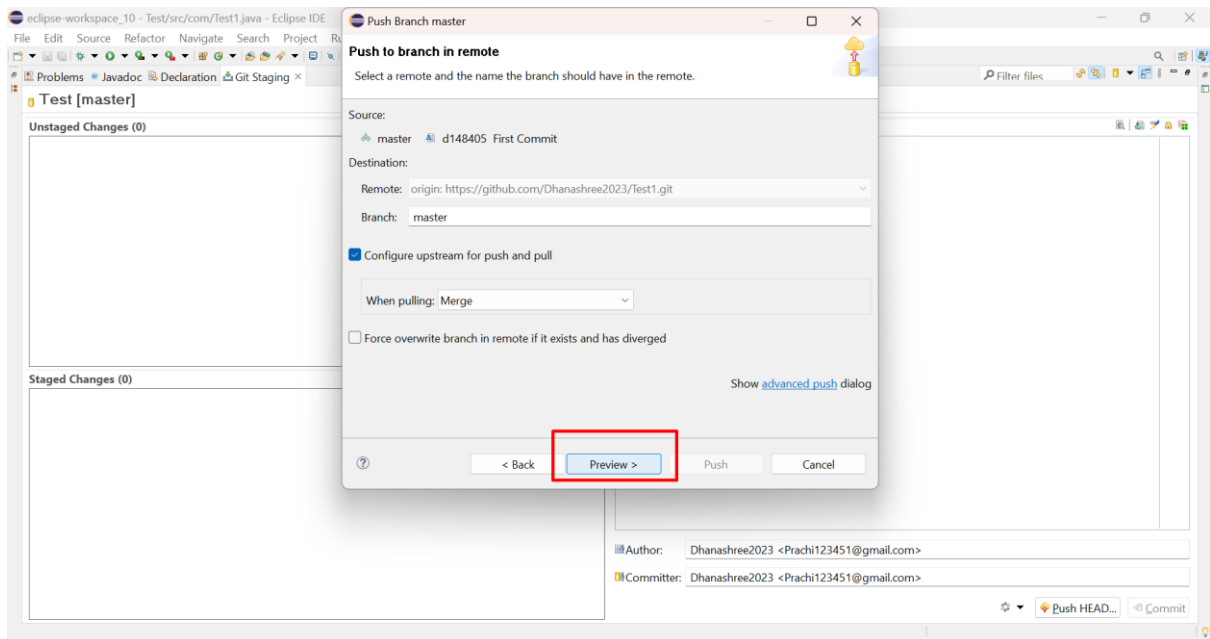 eclipse-workspace_10 - Test/src/com/Test1.java - Eclipse IDE
File Edit Source Refactor Navigate Search Project
Problems Javadoc Declaration Git Staging
Filter files
Test [master]
Unstaged Changes (0)
Staged Changes (0)
Push Branch master
Push to branch in remote
Select a remote and the name the branch should have in the remote.
Source:
master d148405 First Commit
Destination:
Remote: origin: https://github.com/Dhanashree2023/Test1.git
Branch: master
Configure upstream for push and pull
When pulling: Merge
Force overwrite branch in remote if it exists and has diverged
Show advanced push dialog
< Back Preview > Push Cancel
Author: Dhanashree2023 <Prachi123451@gmail.com>
Committer: Dhanashree2023 <Prachi123451@gmail.com>
Push HEAD... Commit